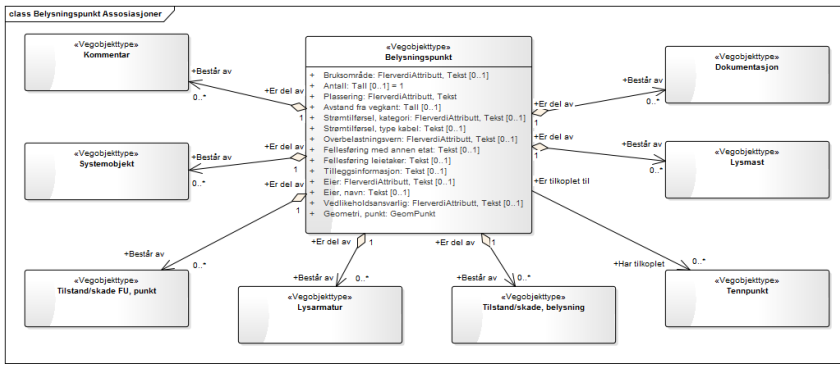 class Belysningspunkt Assosiasjoner
«Vegobjekttype»
Kommentar
«Vegobjekttype»
Belysningspunkt
+ Bruksområde: FlerverdiAttributt, Tekst [0..1]
+ Antall: Tall [0..1] = 1
+ Plassering: FlerverdiAttributt, Tekst
+ Avstand fra vegkant: Tall [0..1]
+ Strømtilførsel, kategori: FlerverdiAttributt, Tekst [0..1]
+ Strømtilførsel, type kabel: Tekst [0..1]
+ Overbelastningsvern: FlerverdiAttributt, Tekst [0..1]
+ Fellesføring med annen etat: Tekst [0..1]
+ Fellesføring leietaker: Tekst [0..1]
+ Tilleggsinformasjon: Tekst [0..1]
+ Eier: FlerverdiAttributt, Tekst [0..1]
+ Eier, navn: Tekst [0..1]
+ Vedlikeholdsansvarlig: FlerverdiAttributt, Tekst [0..1]
+ Geometri, punkt: GeomPunkt
«Vegobjekttype»
Dokumentasjon
+Består av
0..*
+Er del av
1
+Består av
0..*
+Er del av
1
«Vegobjekttype»
Systemobjekt
+Består av
0..*
+Er del av
1
«Vegobjekttype»
Lysmast
+Består av
0..*
+Er del av
1
+Er del av
1
+Består av
0..*
«Vegobjekttype»
Tilstand/skade FU, punkt
+Er del av
1
+Består av
0..*
«Vegobjekttype»
Lysarmatur
+Er del av
1
+Består av
0..*
«Vegobjekttype»
Tilstand/skade, belysning
+Er tilkoplet til
+Har tilkoplet
0..*
«Vegobjekttype»
Tennpunkt